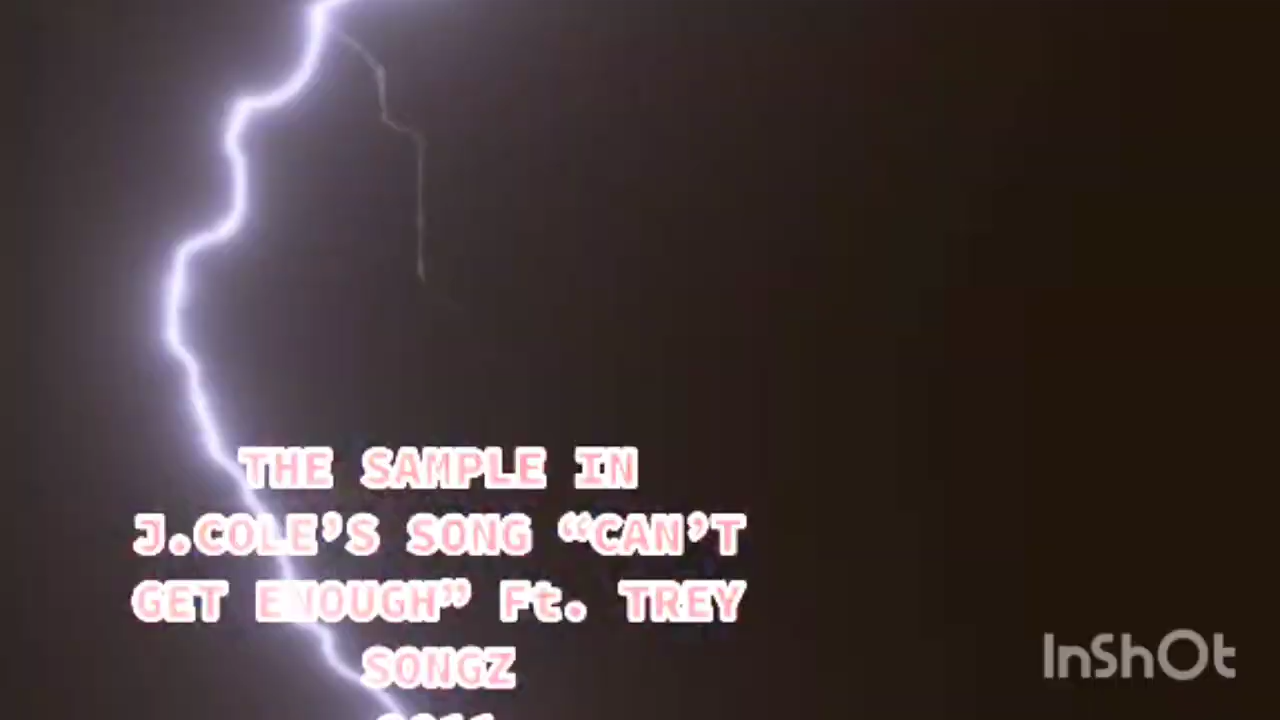 THE SAMPLE IN
J.COLE’S SONG “CAN’T
GET ENOUGH” Ft. TREY
SONGZ
InShOt